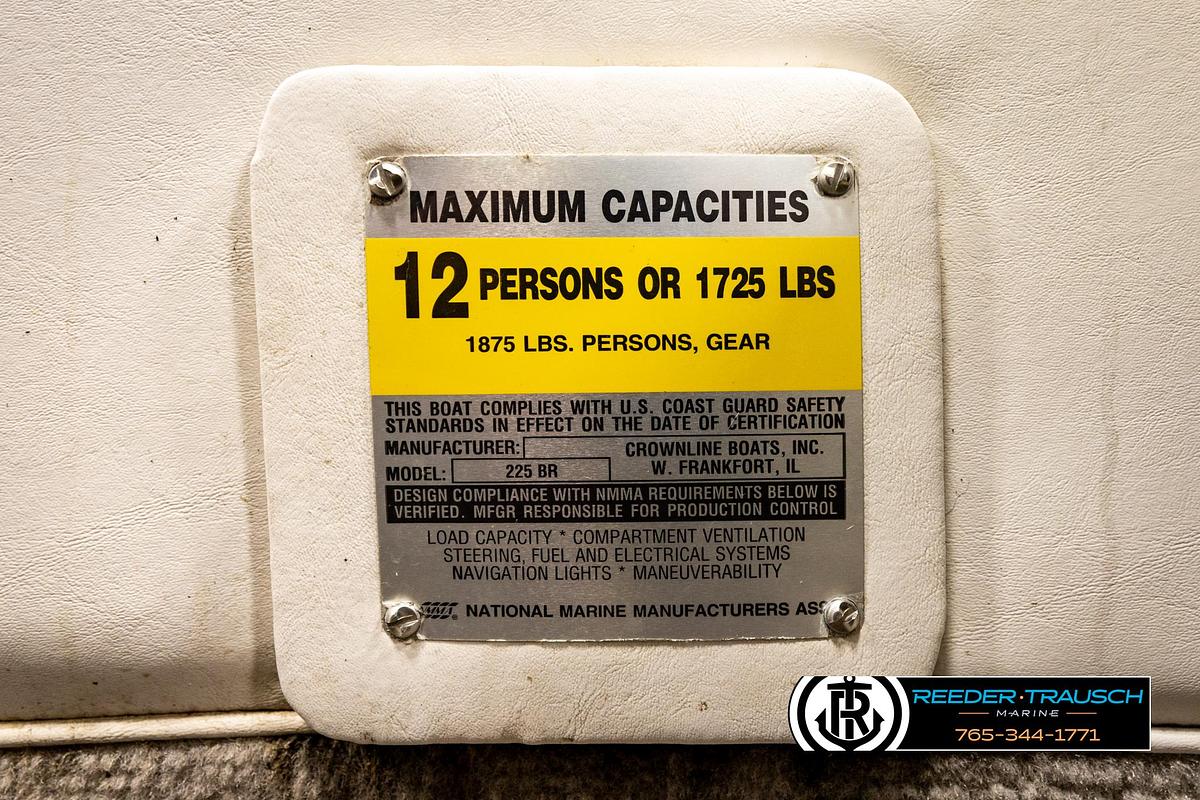 MAXIMUM CAPACITIES
12 PERSONS OR 1725 LBS
1875 LBS. PERSONS, GEAR
THIS BOAT COMPLIES WITH U.S. COAST GUARD SAFETY
STANDARDS IN EFFECT ON THE DATE OF CERTIFICATION
MANUFACTURER: CROWNLINE BOATS, INC.
MODEL: 225 BR W. FRANKFORT, IL
DESIGN COMPLIANCE WITH NMMA REQUIREMENTS BELOW IS
VERIFIED. MFGR RESPONSIBLE FOR PRODUCTION CONTROL
LOAD CAPACITY * COMPARTMENT VENTILATION
STEERING, FUEL AND ELECTRICAL SYSTEMS
NAVIGATION LIGHTS * MANEUVERABILITY
NMMA® NATIONAL MARINE MANUFACTURERS ASS
TR
REEDER·TRAUSCH
MARINE
765-344-1771